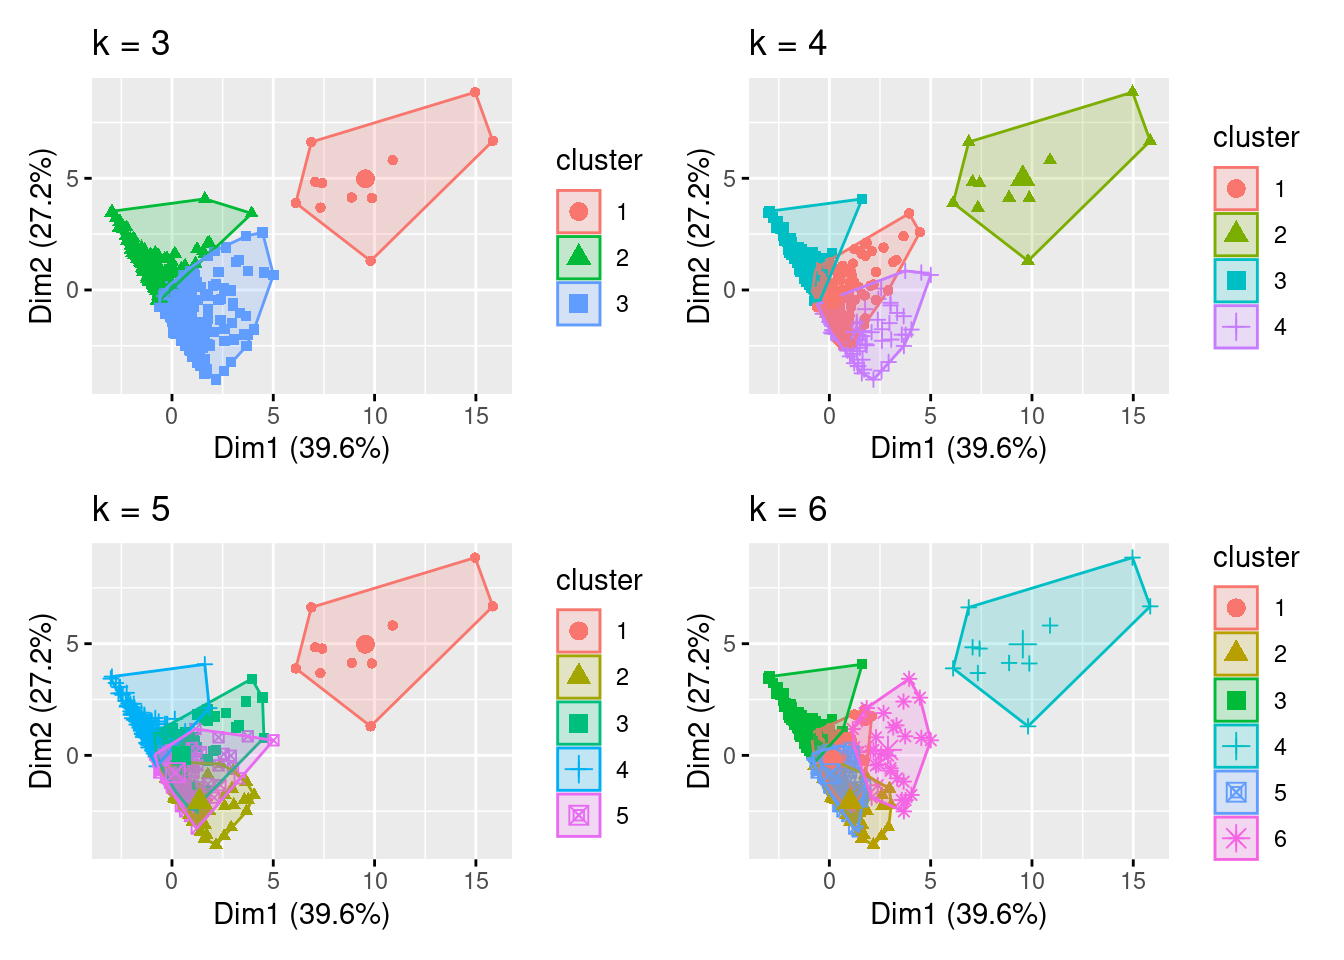 k = 3
Dim2 (27.2%)
5
0
0 5 10 15
Dim1 (39.6%)
cluster
1
2
3
k = 4
Dim2 (27.2%)
5
0
0 5 10 15
Dim1 (39.6%)
cluster
1
2
3
4
k = 5
Dim2 (27.2%)
5
0
0 5 10 15
Dim1 (39.6%)
cluster
1
2
3
4
5
k = 6
Dim2 (27.2%)
5
0
0 5 10 15
Dim1 (39.6%)
cluster
1
2
3
4
5
6